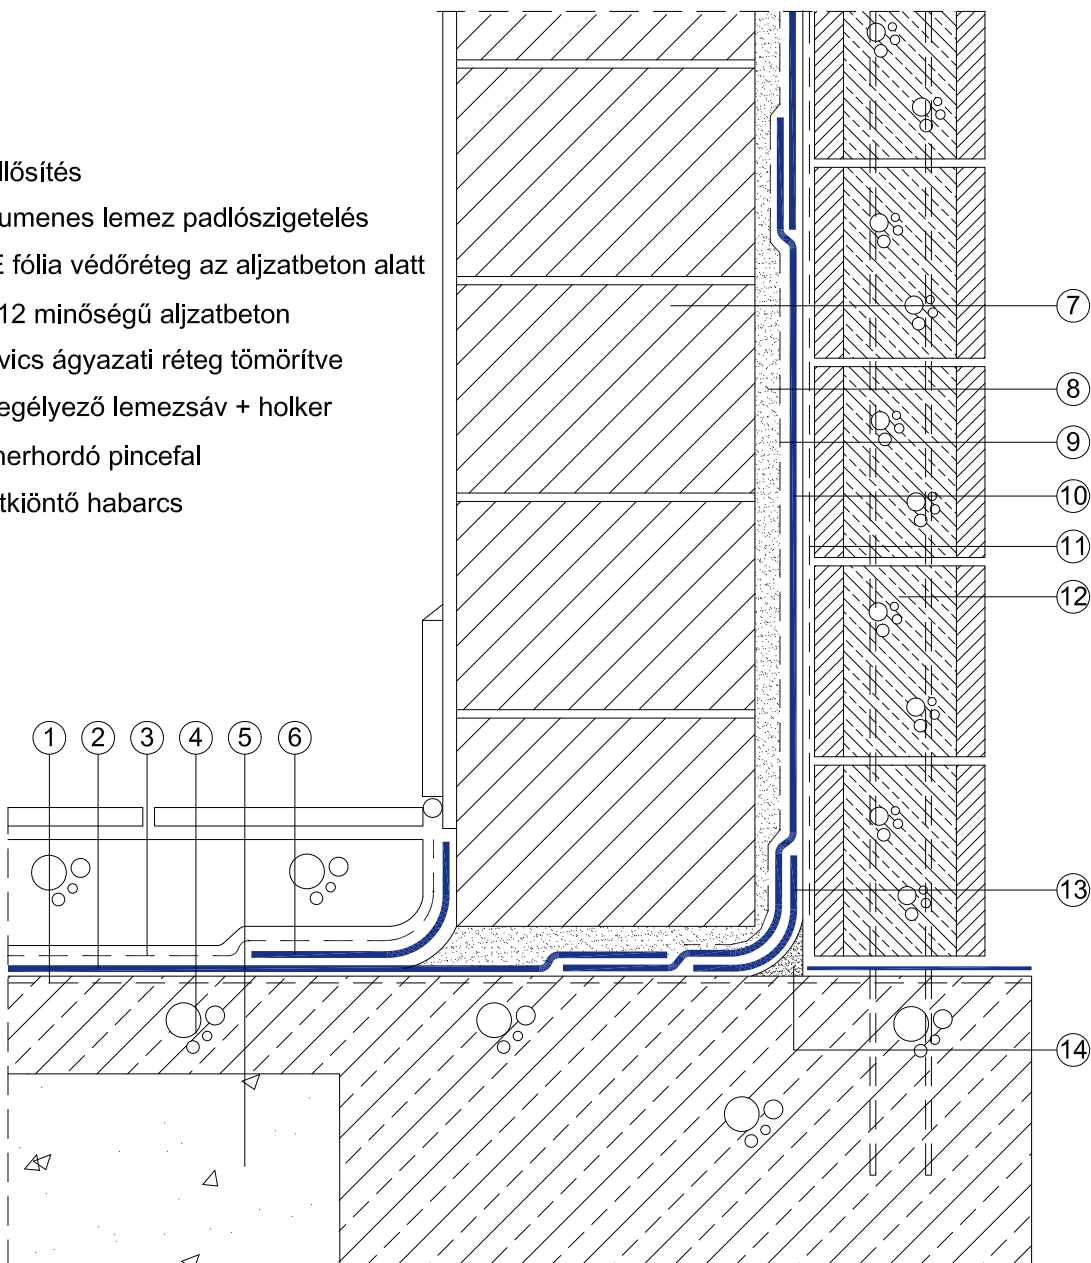 llősítés
umenes lemez padlószigetelés
E fólia védőréteg az aljzatbeton alatt
12 minőségű aljzatbeton
vics ágyazati réteg tömörítve
egélyező lemezsáv + holker
herhordó pincefal
tkiöntő habarcs
7
8
9
10
11
12
1 2 3 4 5 6
13
14